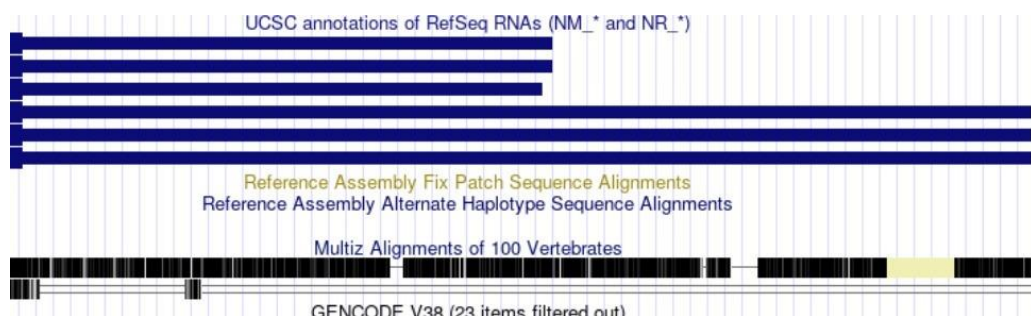 UCSC annotations of RefSeq RNAs (NM_* and NR_*)
Reference Assembly Fix Patch Sequence Alignments
Reference Assembly Alternate Haplotype Sequence Alignments
Multiz Alignments of 100 Vertebrates
GENCODE V38 (23 items filtered out)